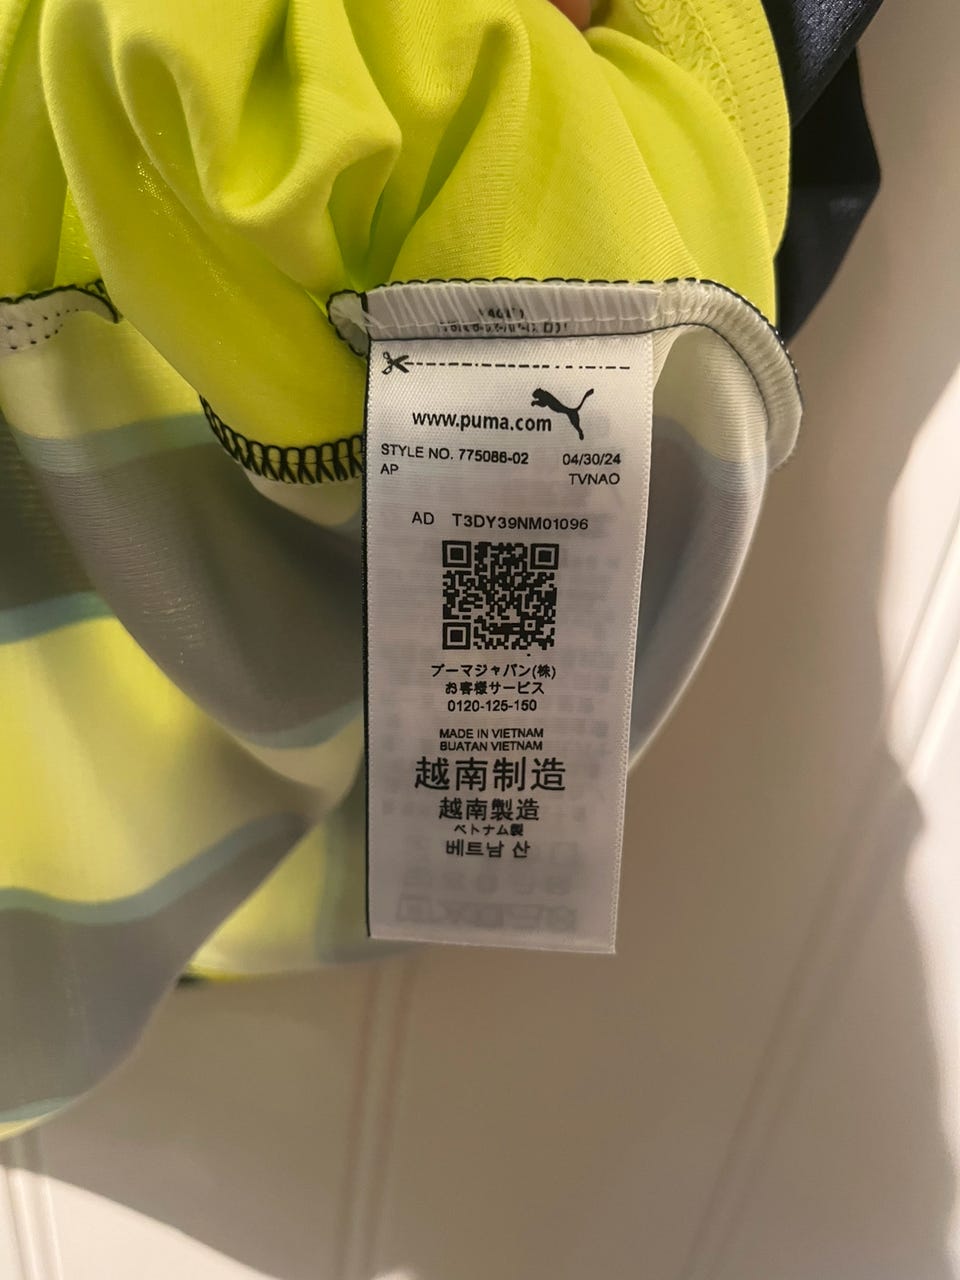 www.puma.com
STYLE NO. 775086-02 04/30/24
AP TVNAO
AD T3DY39NM01096
プーマジャパン(株)
お客様サービス
0120-125-150
MADE IN VIETNAM
BUATAN VIETNAM
越南制造
越南製造
ベトナム製
베트남 산